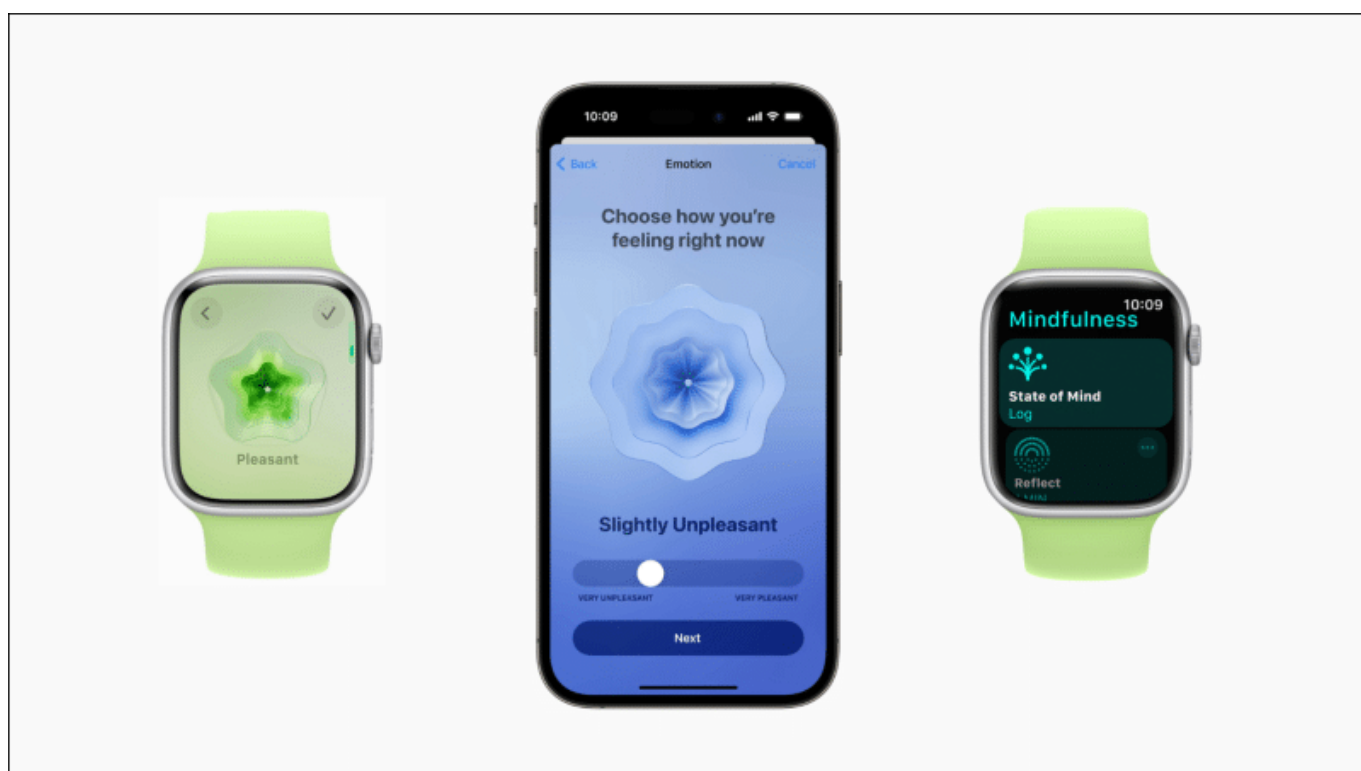 Pleasant
10:09
Back
Emotion
Cancel
Choose how you're
feeling right now
Slightly Unpleasant
VERY UNPLEASANT
VERY PLEASANT
Next
10:09
Mindfulness
State of Mind
Log
Reflect